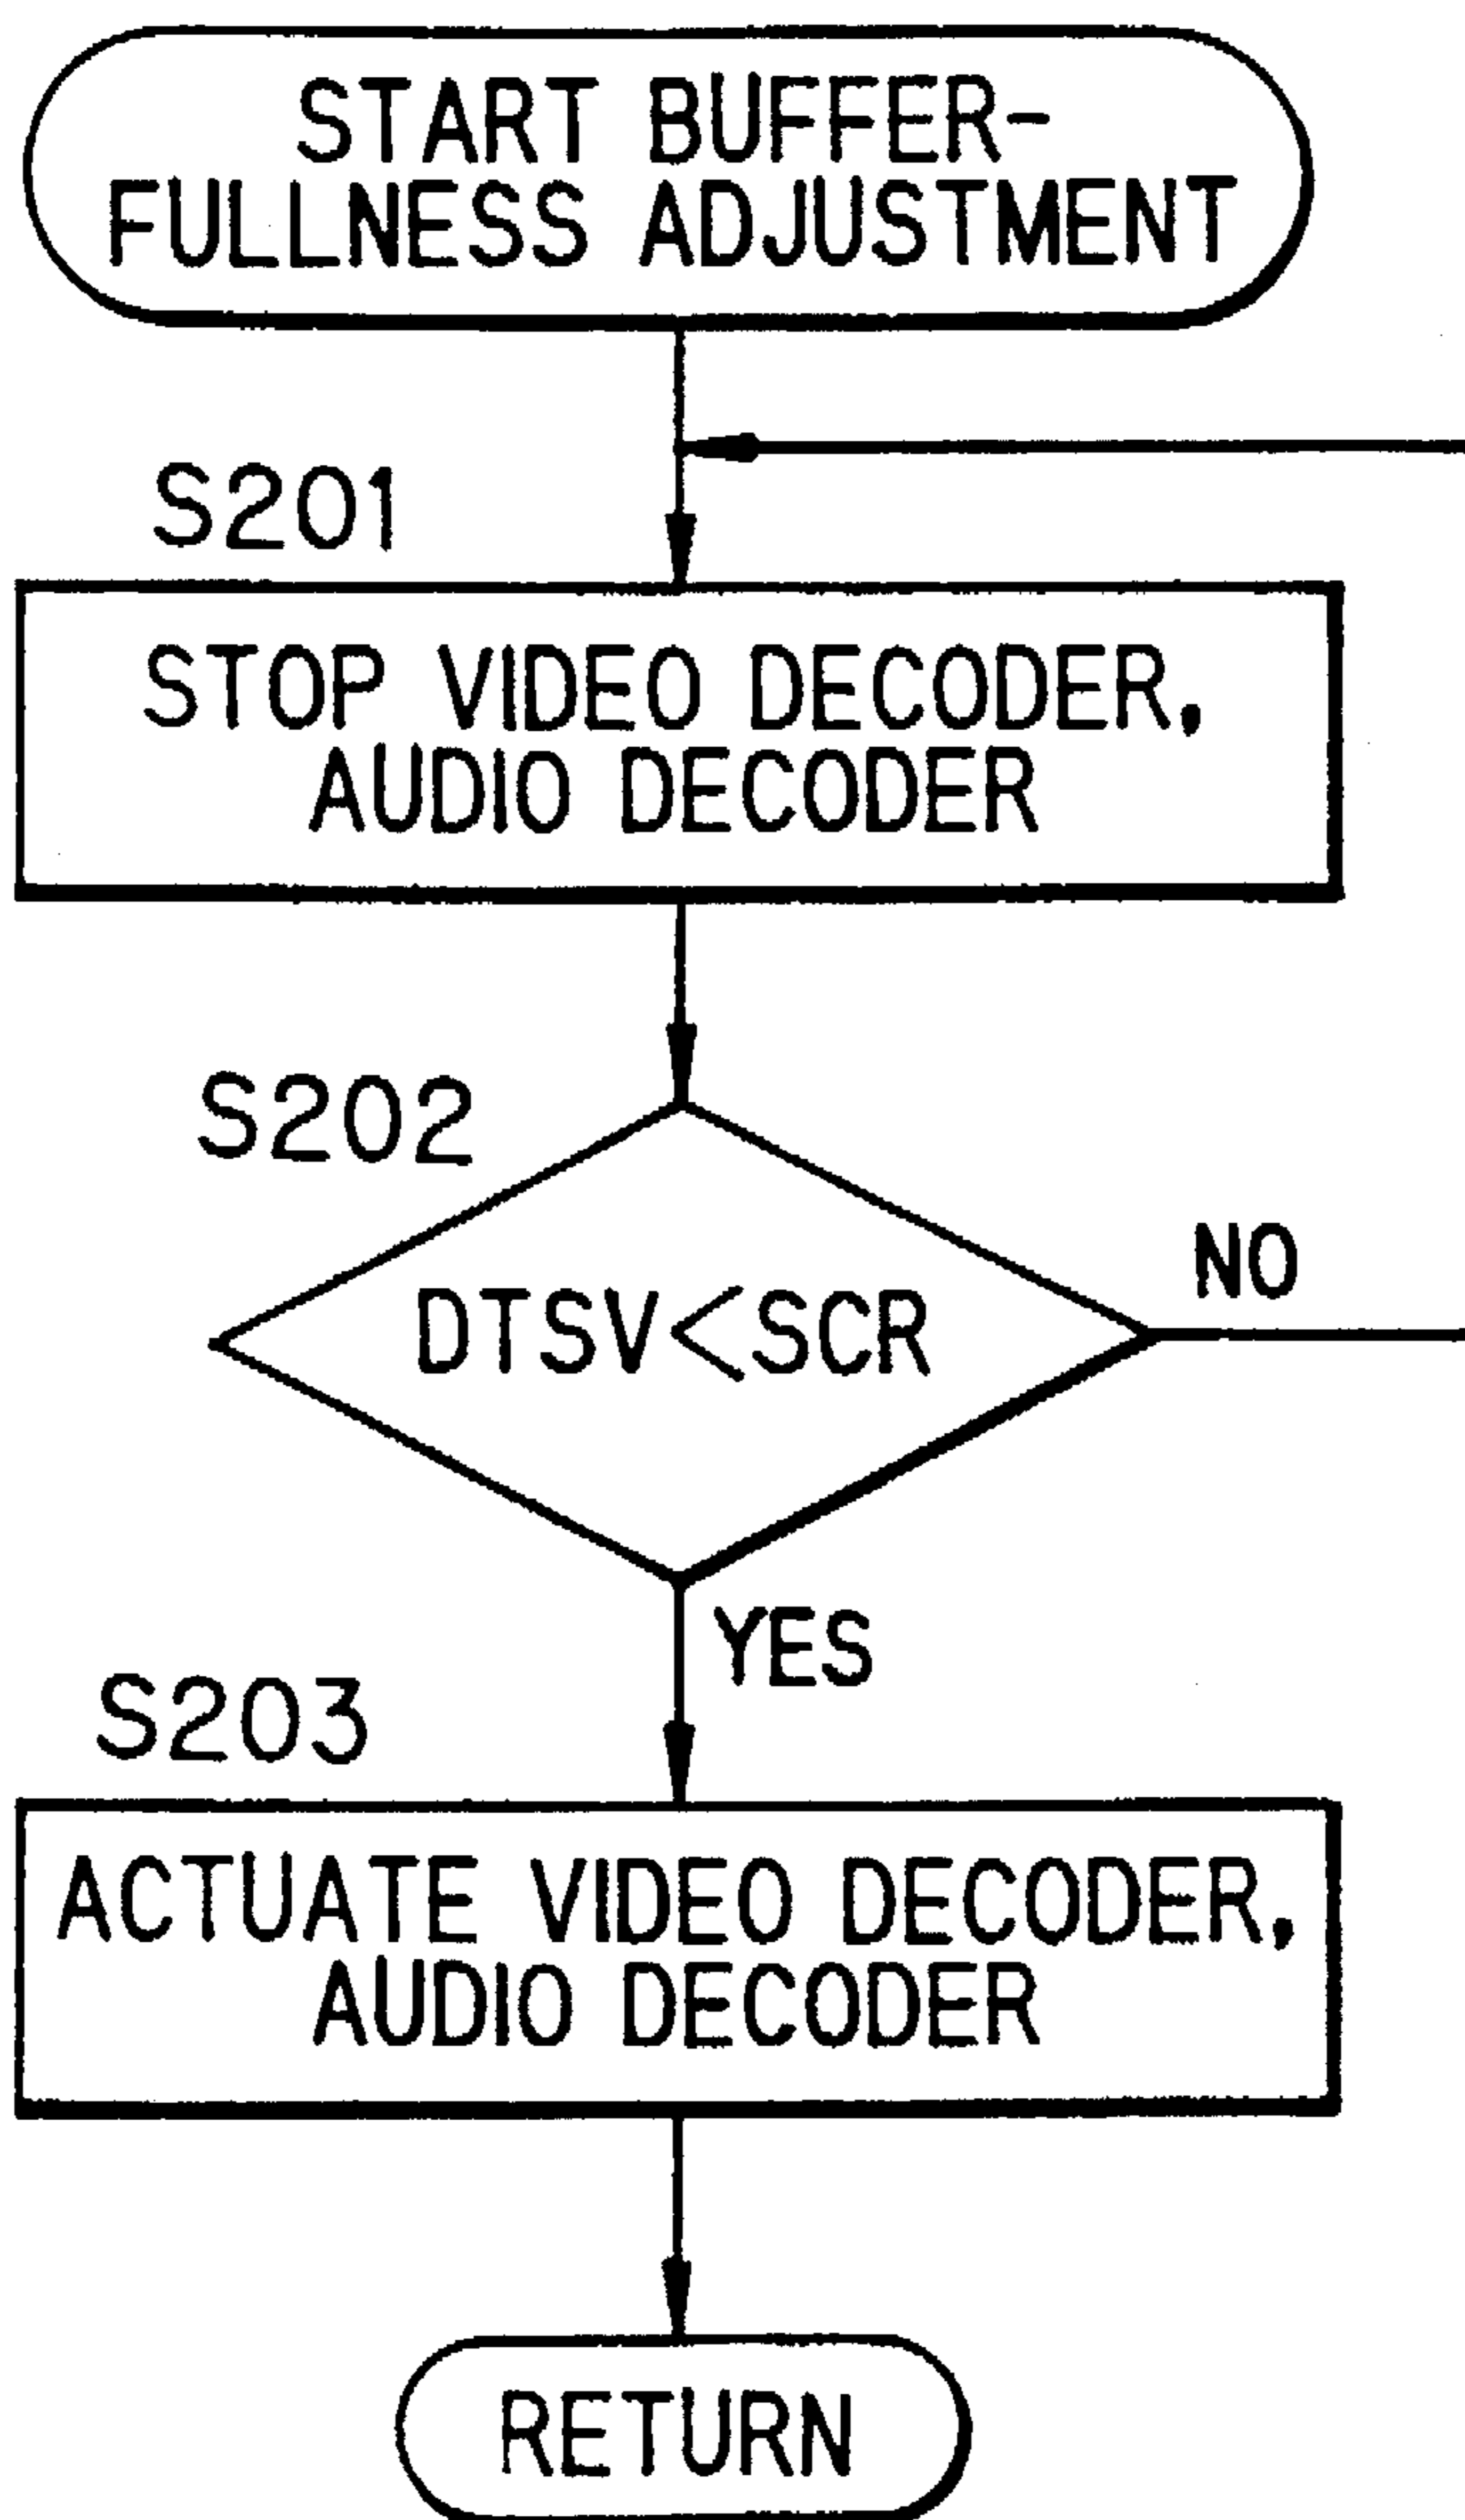 START BUFFER-
FULLNESS ADJUSTMENT
S201
STOP VIDEO DECODER,
AUDIO DECODER
S202
DTSV<SCR
NO
YES
S203
ACTUATE VIDEO DECODER,
AUDIO DECODER
RETURN